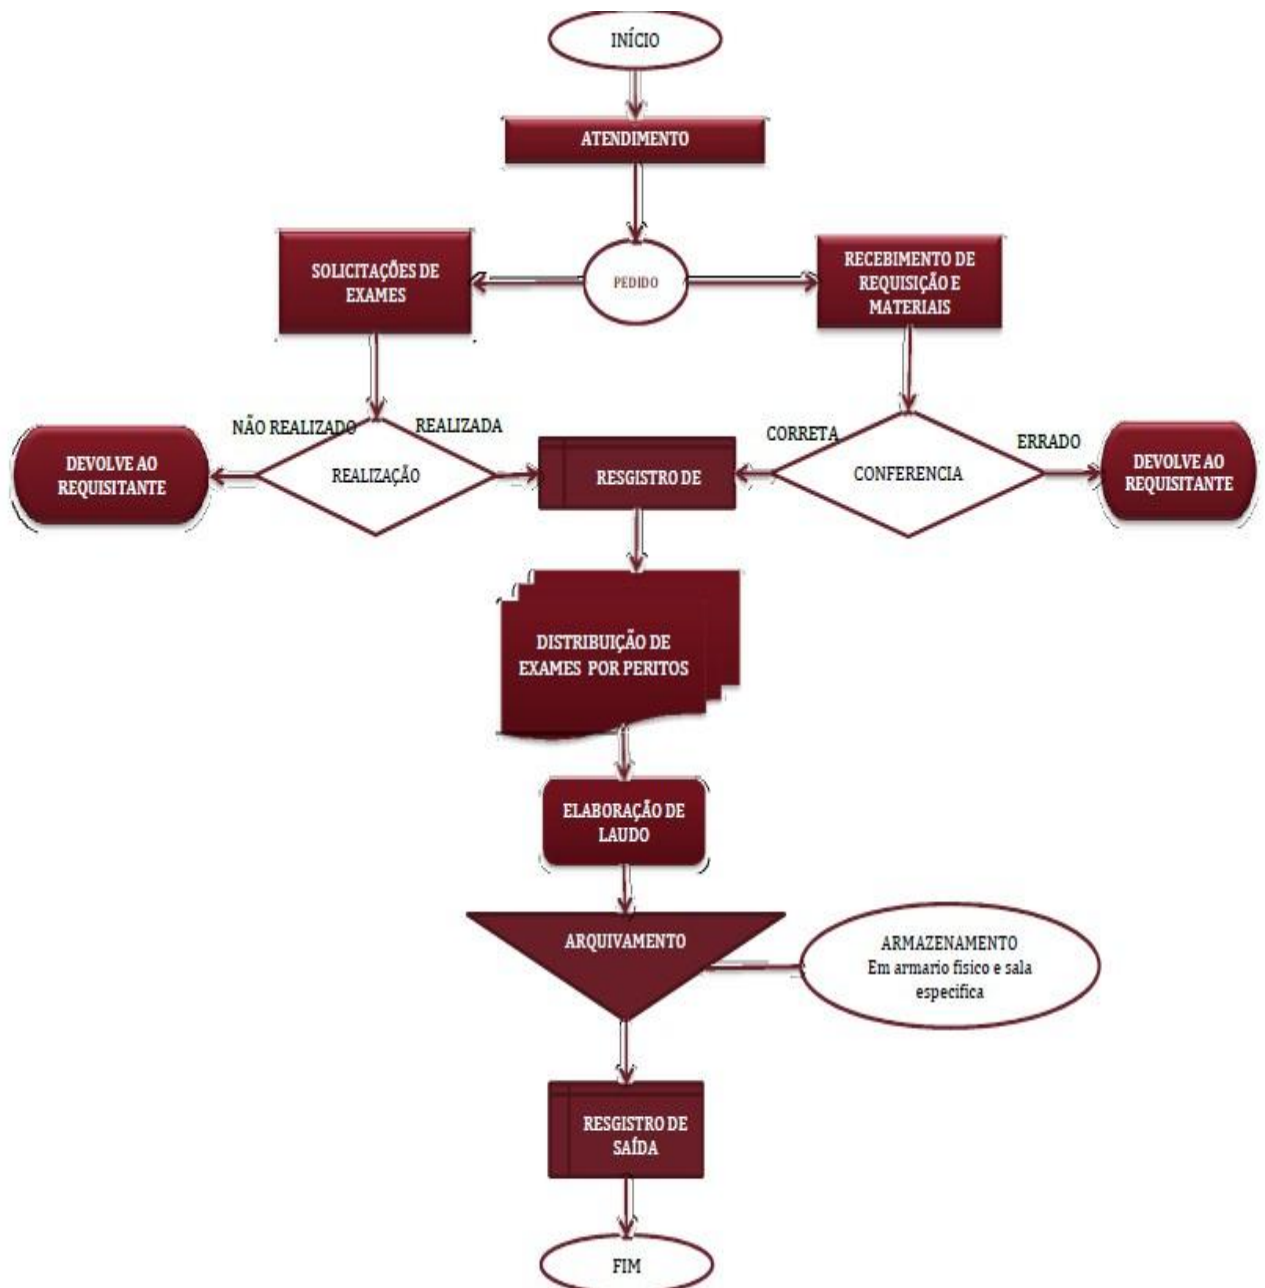 INÍCIO
ATENDIMENTO
SOLICITAÇÕES DE
EXAMES
PEDIDO
RECEBIMENTO DE
REQUISIÇÃO E
MATERIAIS
NÃO REALIZADO
REALIZADA
CORRETA
ERRADO
DEVOLVE AO
REQUISITANTE
REALIZAÇÃO
RESGISTRO DE
CONFERENCIA
DEVOLVE AO
REQUISITANTE
DISTRIBUIÇÃO DE
EXAMES POR PERITOS
ELABORAÇÃO DE
LAUDO
ARQUIVAMENTO
ARMAZENAMENTO
Em armario fisico e sala
especifica
RESGISTRO DE
SAÍDA
FIM